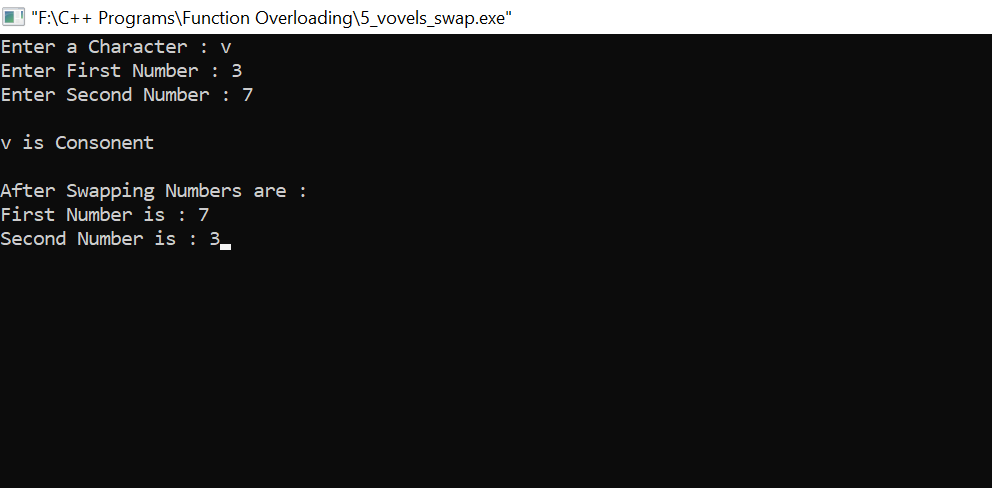 "F:\C++ Programs\Function Overloading\5_vovels_swap.exe"
Enter a Character : v
Enter First Number : 3
Enter Second Number : 7
v is Consonent
After Swapping Numbers are :
First Number is : 7
Second Number is : 3